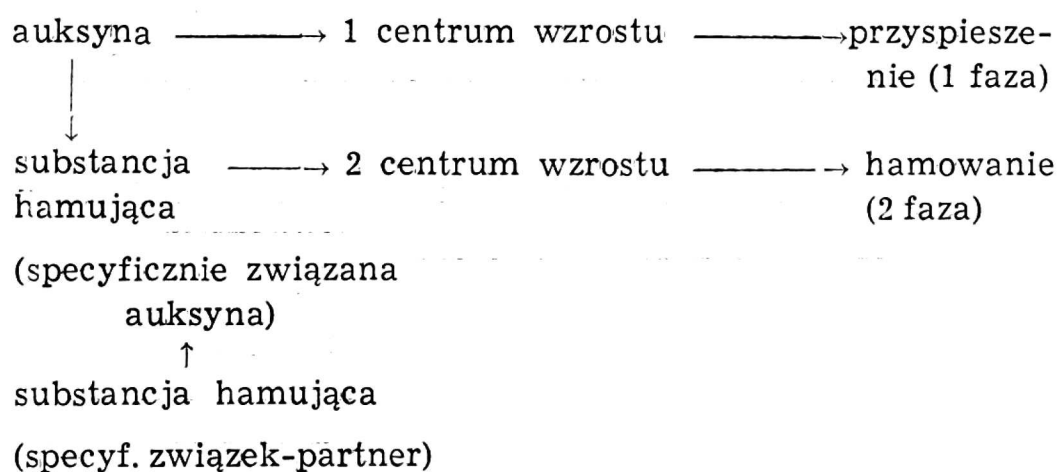 auksyna ⟶ 1 centrum wzrostu ⟶ przyspiesze-
nie (1 faza)
↓
substancja ⟶ 2 centrum wzrostu ⟶ hamowanie
hamująca (2 faza)
(specyficznie związana
auksyna)
↑
substancja hamująca
(specyf. związek-partner)